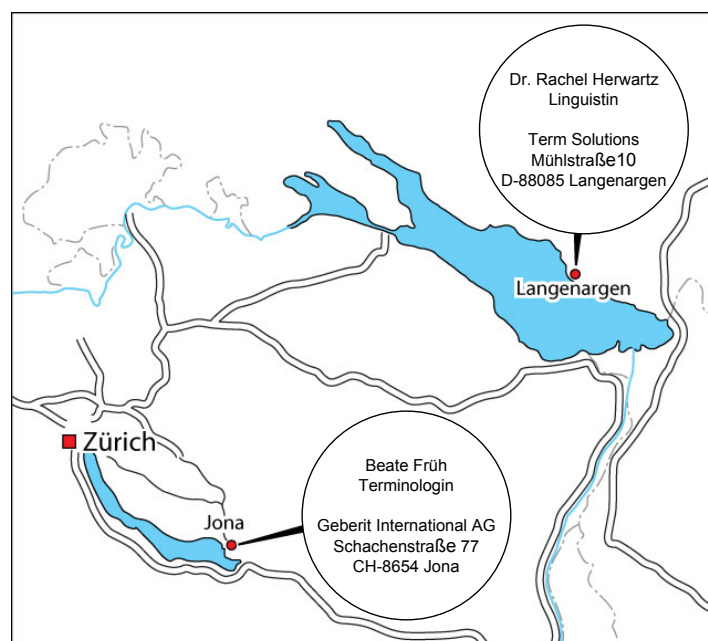 Dr. Rachel Herwartz
Linguistin
Term Solutions
Mühlstraße10
D-88085 Langenargen
Langenargen
Zürich
Beate Früh
Terminologin
Geberit International AG
Schachenstraße 77
CH-8654 Jona
Jona